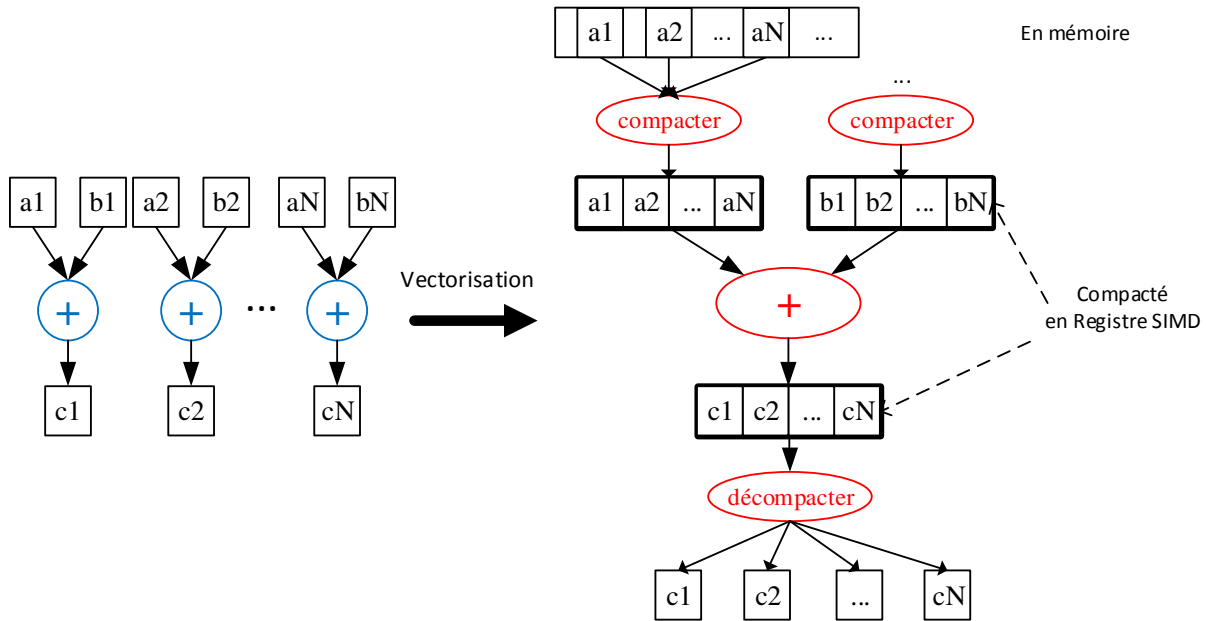 a1 a2 ... aN ...
En mémoire
...
compacter compacter
a1 b1 a2 b2 aN bN
a1 a2 ... aN
b1 b2 ... bN
+ + ... +
Vectorisation
+
Compacté
en Registre SIMD
c1 c2 cN
c1 c2 ... cN
décompacter
c1 c2 ... cN